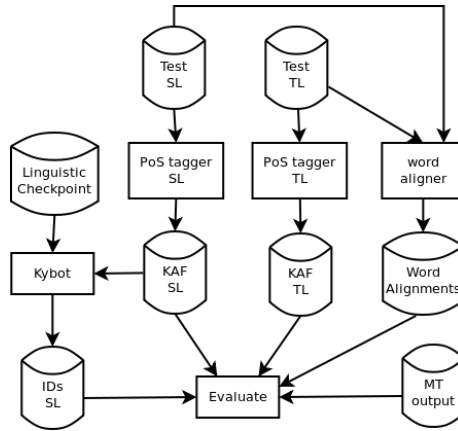 Test
SL
Test
TL
Linguistic
Checkpoint
PoS tagger
SL
PoS tagger
TL
word
aligner
Kybot
KAF
SL
KAF
TL
Word
Alignments
IDs
SL
Evaluate
MT
output